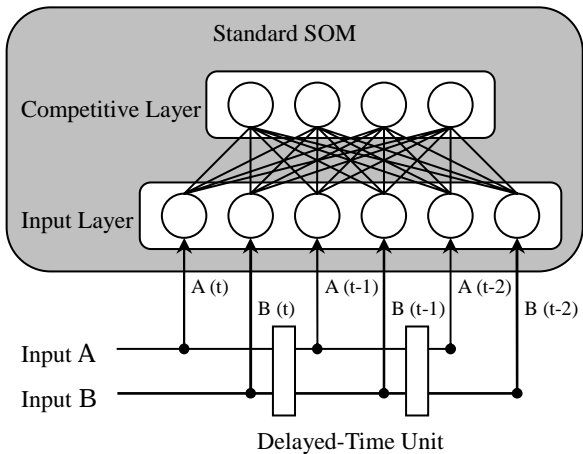 Standard SOM
Competitive Layer
Input Layer
A (t)
A (t-1)
A (t-2)
B (t)
B (t-1)
B (t-2)
Input A
Input B
Delayed-Time Unit